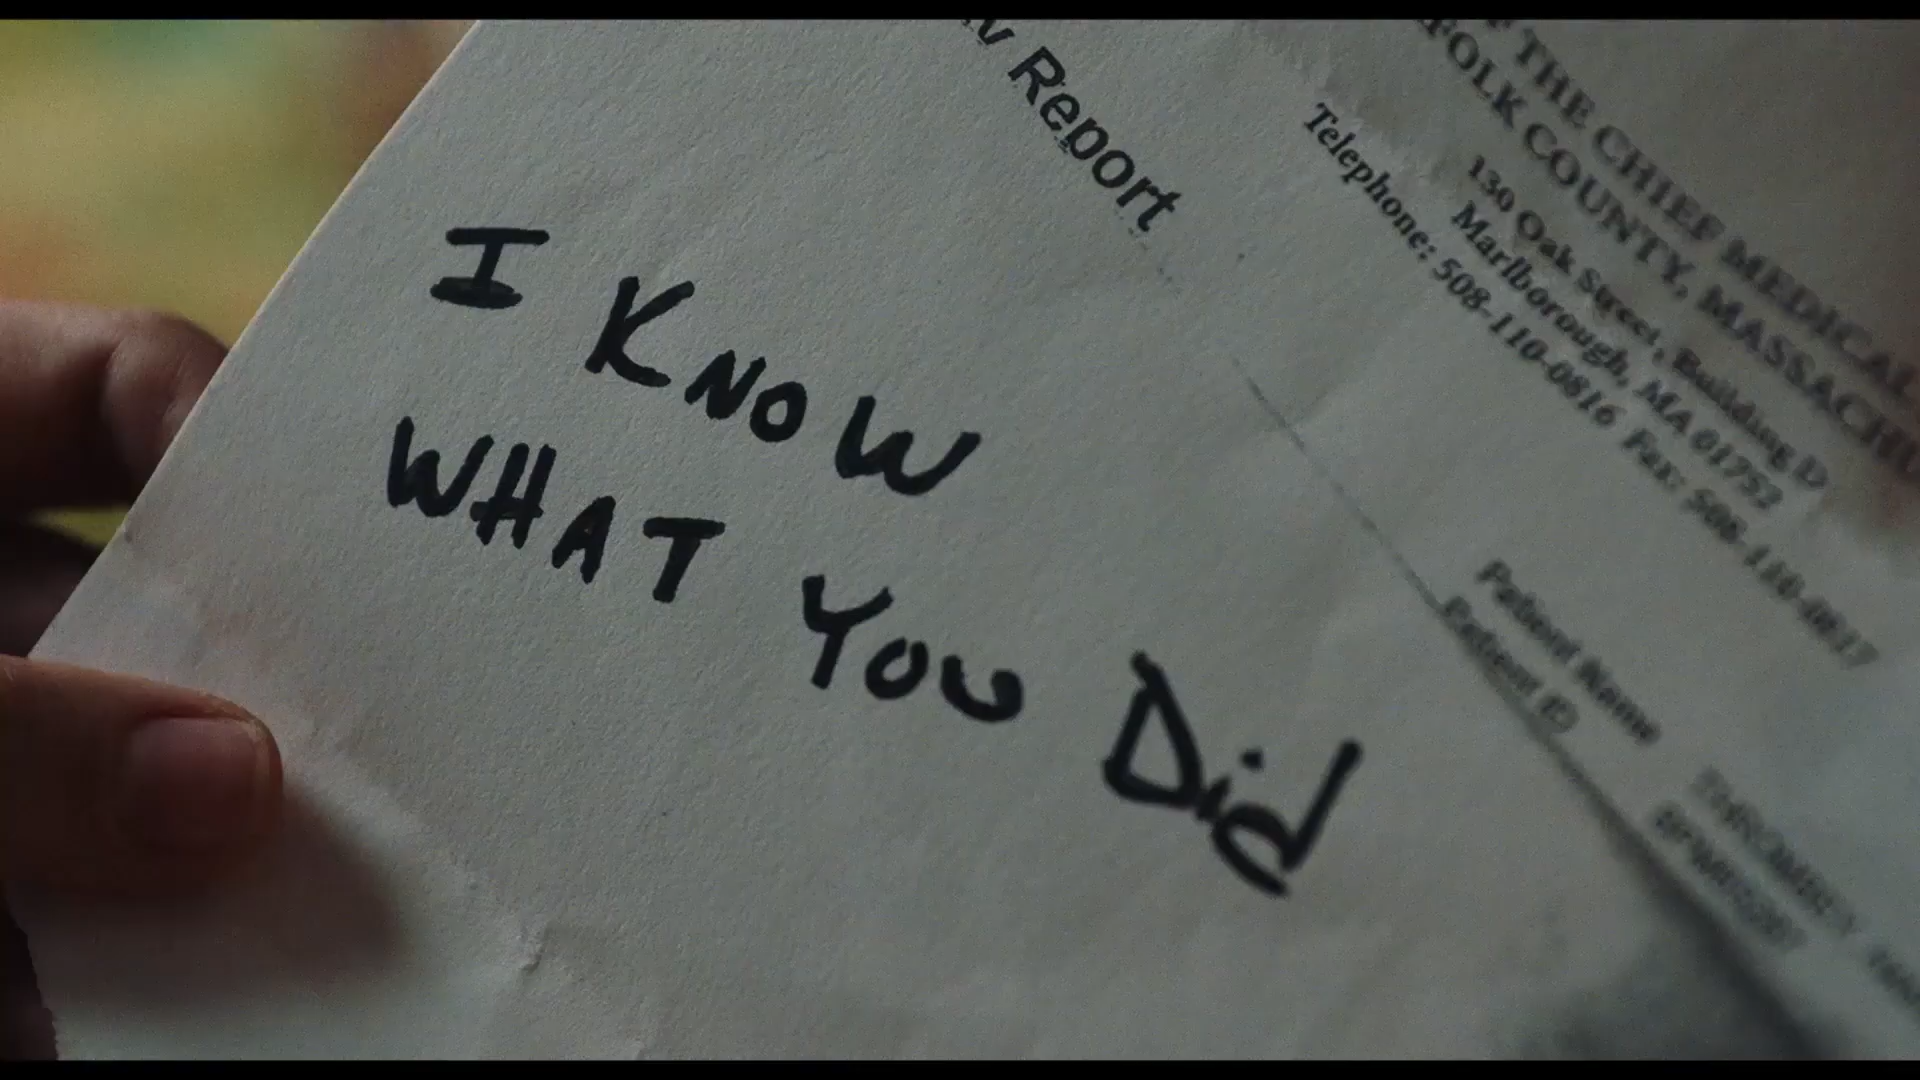 I KNOW
WHAT YOU Did
Report
THE CHIEF MEDICAL
FOLK COUNTY, MASSACHU
130 Oak Street, Building D
Marlborough, MA 01752
Telephone: 508-110-0816 Fax: 508-110-0817
Patient Name
Patient ID